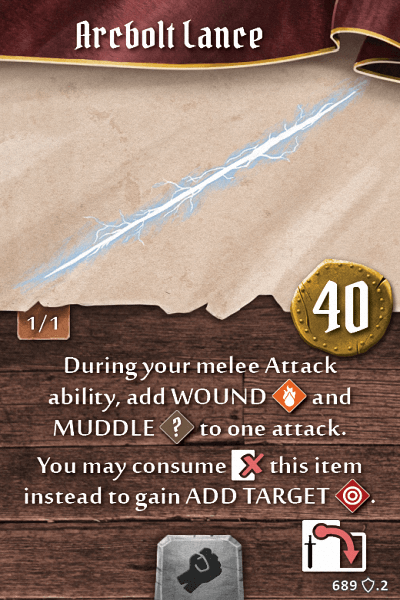 Arcbolt Lance
40
1/1
During your melee Attack
ability, add WOUND and
MUDDLE ? to one attack.
You may consume this item
instead to gain ADD TARGET.
689 .2